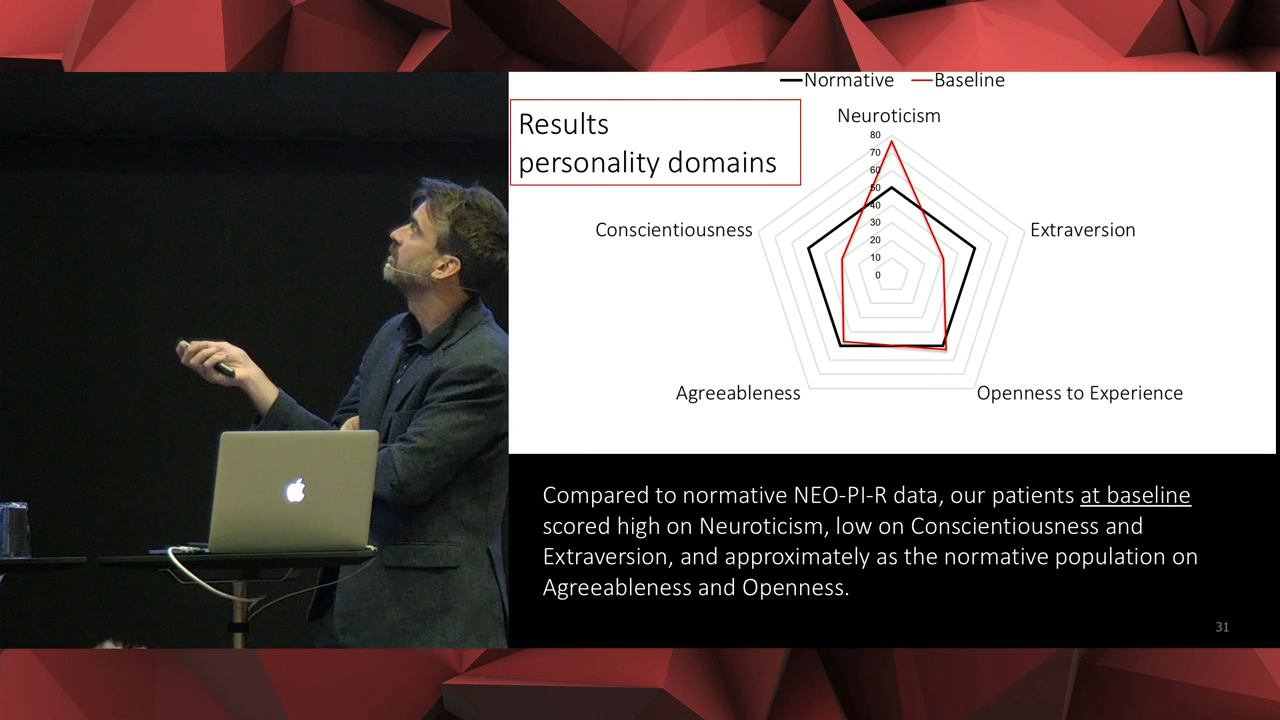 Normative Baseline
Results
personality domains
Neuroticism
80
70
60
50
40
30
20
10
0
Conscientiousness
Extraversion
Agreeableness
Openness to Experience
Compared to normative NEO-PI-R data, our patients at baseline
scored high on Neuroticism, low on Conscientiousness and
Extraversion, and approximately as the normative population on
Agreeableness and Openness.
31